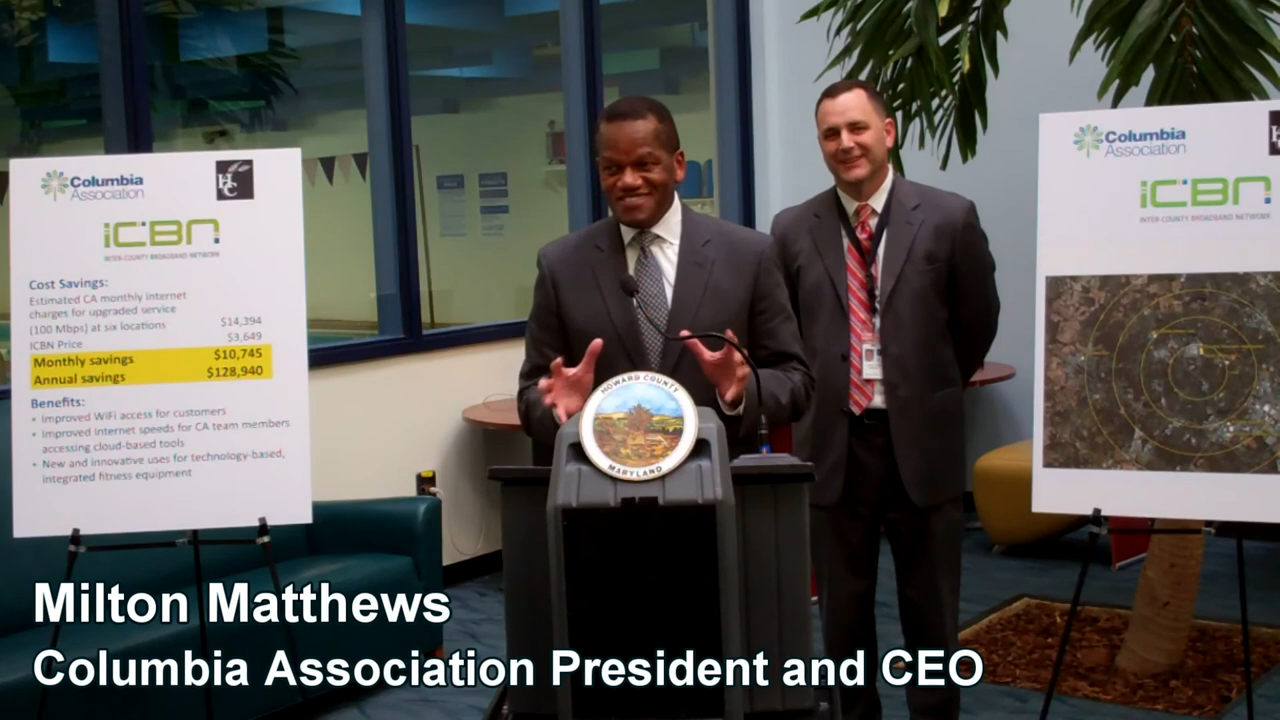 Columbia
Association
HC
iCBN
INTER-COUNTY BROADBAND NETWORK
Cost Savings:
Estimated CA monthly internet
charges for upgraded service
(100 Mbps) at six locations $14,394
ICBN Price $3,649
Monthly savings $10,745
Annual savings $128,940
Benefits:
• Improved WiFi access for customers
• Improved internet speeds for CA team members
accessing cloud-based tools
• New and innovative uses for technology-based,
integrated fitness equipment
HOWARD COUNTY
MARYLAND
Columbia
Association
iCBN
INTER-COUNTY BROADBAND NETWORK
Milton Matthews
Columbia Association President and CEO